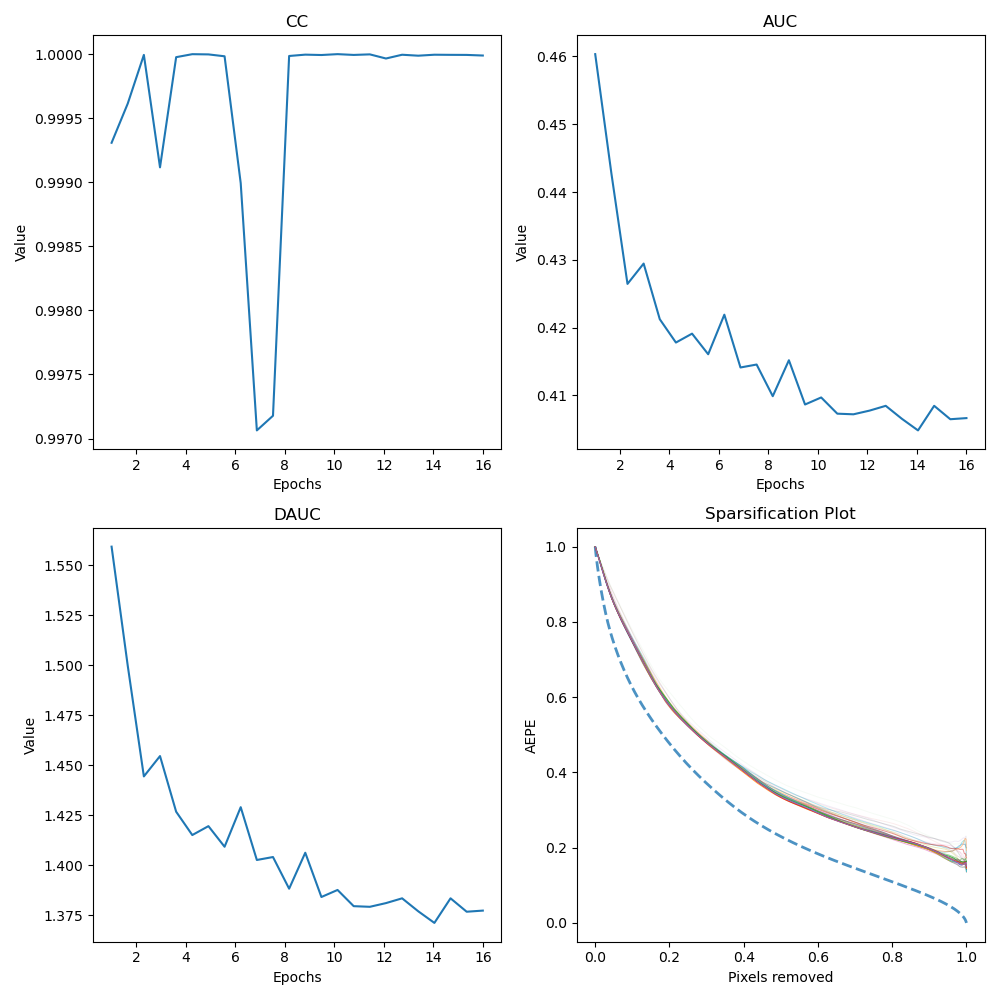 CC
1.0000
0.9995
0.9990
0.9985
0.9980
0.9975
0.9970
Value
2 4 6 8 10 12 14 16
Epochs
AUC
0.46
0.45
0.44
0.43
0.42
0.41
Value
2 4 6 8 10 12 14 16
Epochs
DAUC
1.550
1.525
1.500
1.475
1.450
1.425
1.400
1.375
Value
2 4 6 8 10 12 14 16
Epochs
Sparsification Plot
1.0
0.8
0.6
0.4
0.2
0.0
AEPE
0.0 0.2 0.4 0.6 0.8 1.0
Pixels removed